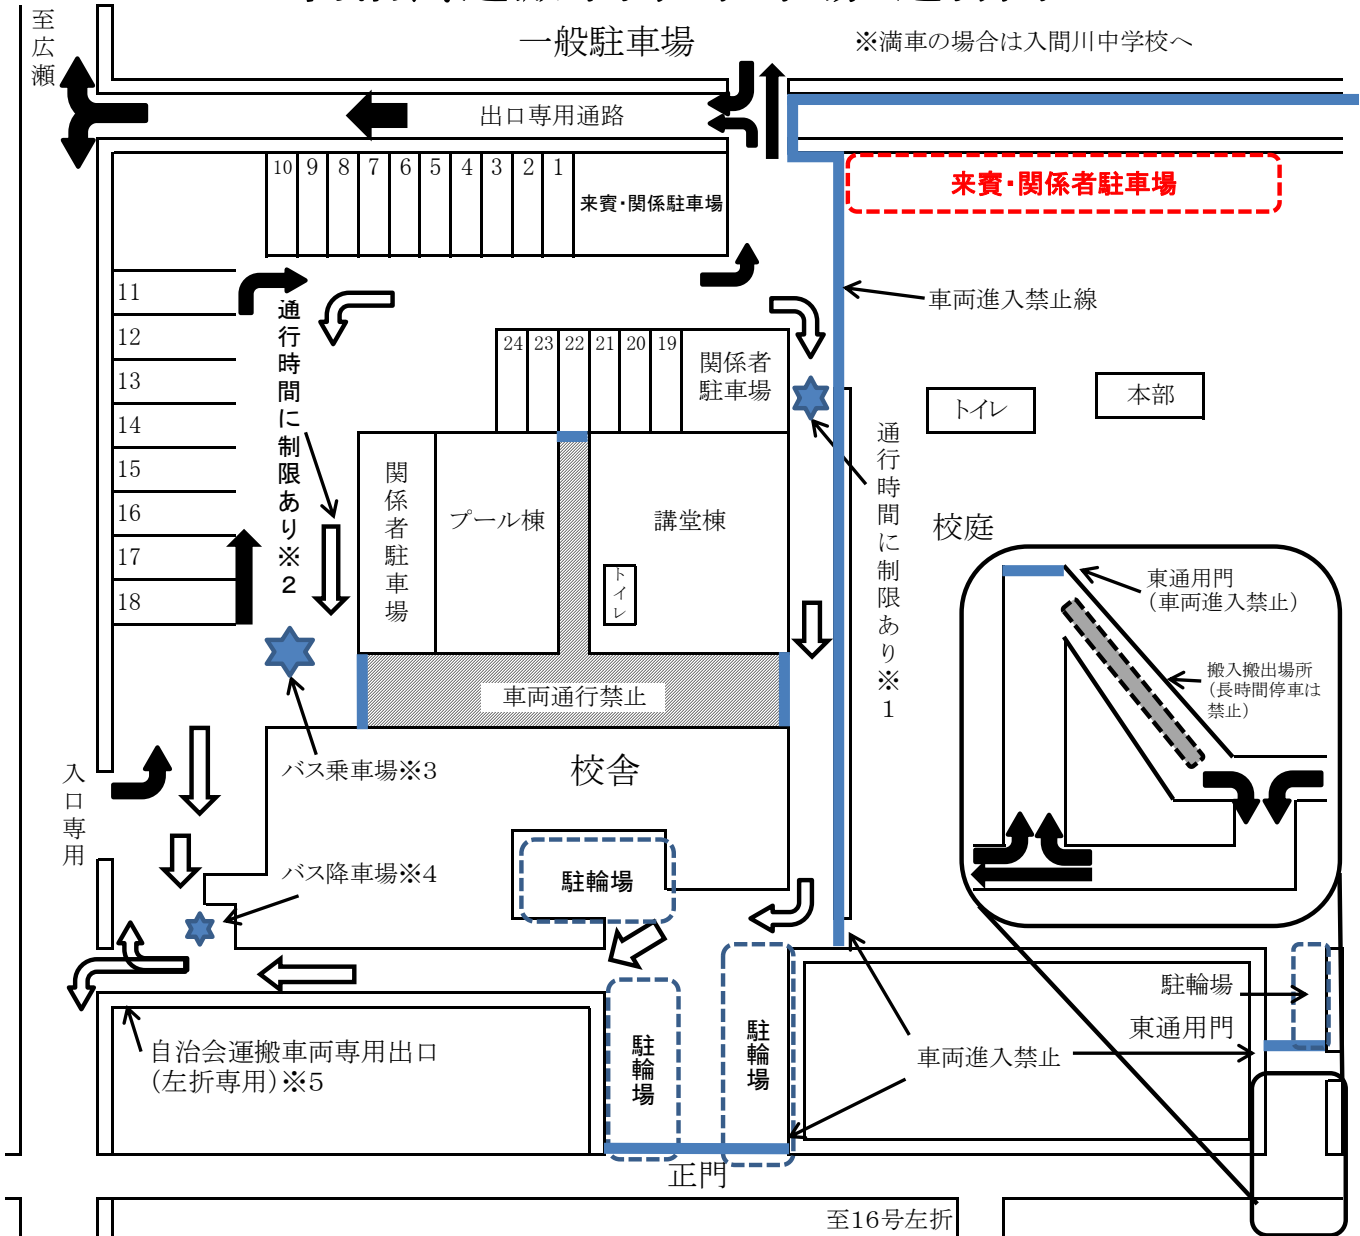 至広瀬
一般駐車場
※満車の場合は入間川中学校へ
出口専用通路
10 9 8 7 6 5 4 3 2 1
来賓・関係駐車場
来賓・関係者駐車場
11
12
13
14
15
16
17
18
通行時間に制限あり※2
車両進入禁止線
24 23 22 21 20 19
関係者
駐車場
トイレ
本部
通行時間に制限あり※1
関係者駐車場
プール棟
講堂棟
トイレ
校庭
東通用門
(車両進入禁止)
搬入搬出場所
(長時間停車は
禁止)
車両通行禁止
バス乗車場※3
校舎
入口専用
バス降車場※4
駐輪場
駐輪場
東通用門
自治会運搬車両専用出口
(左折専用)※5
駐輪場
駐輪場
車両進入禁止
正門
至16号左折